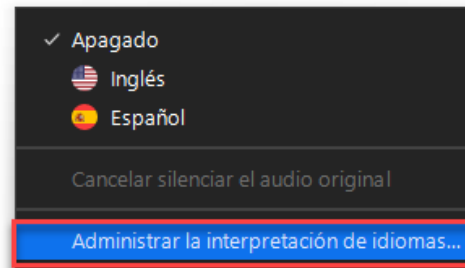 Apagado
Inglés
Español
Cancelar silenciar el audio original
Administrar la interpretación de idiomas...